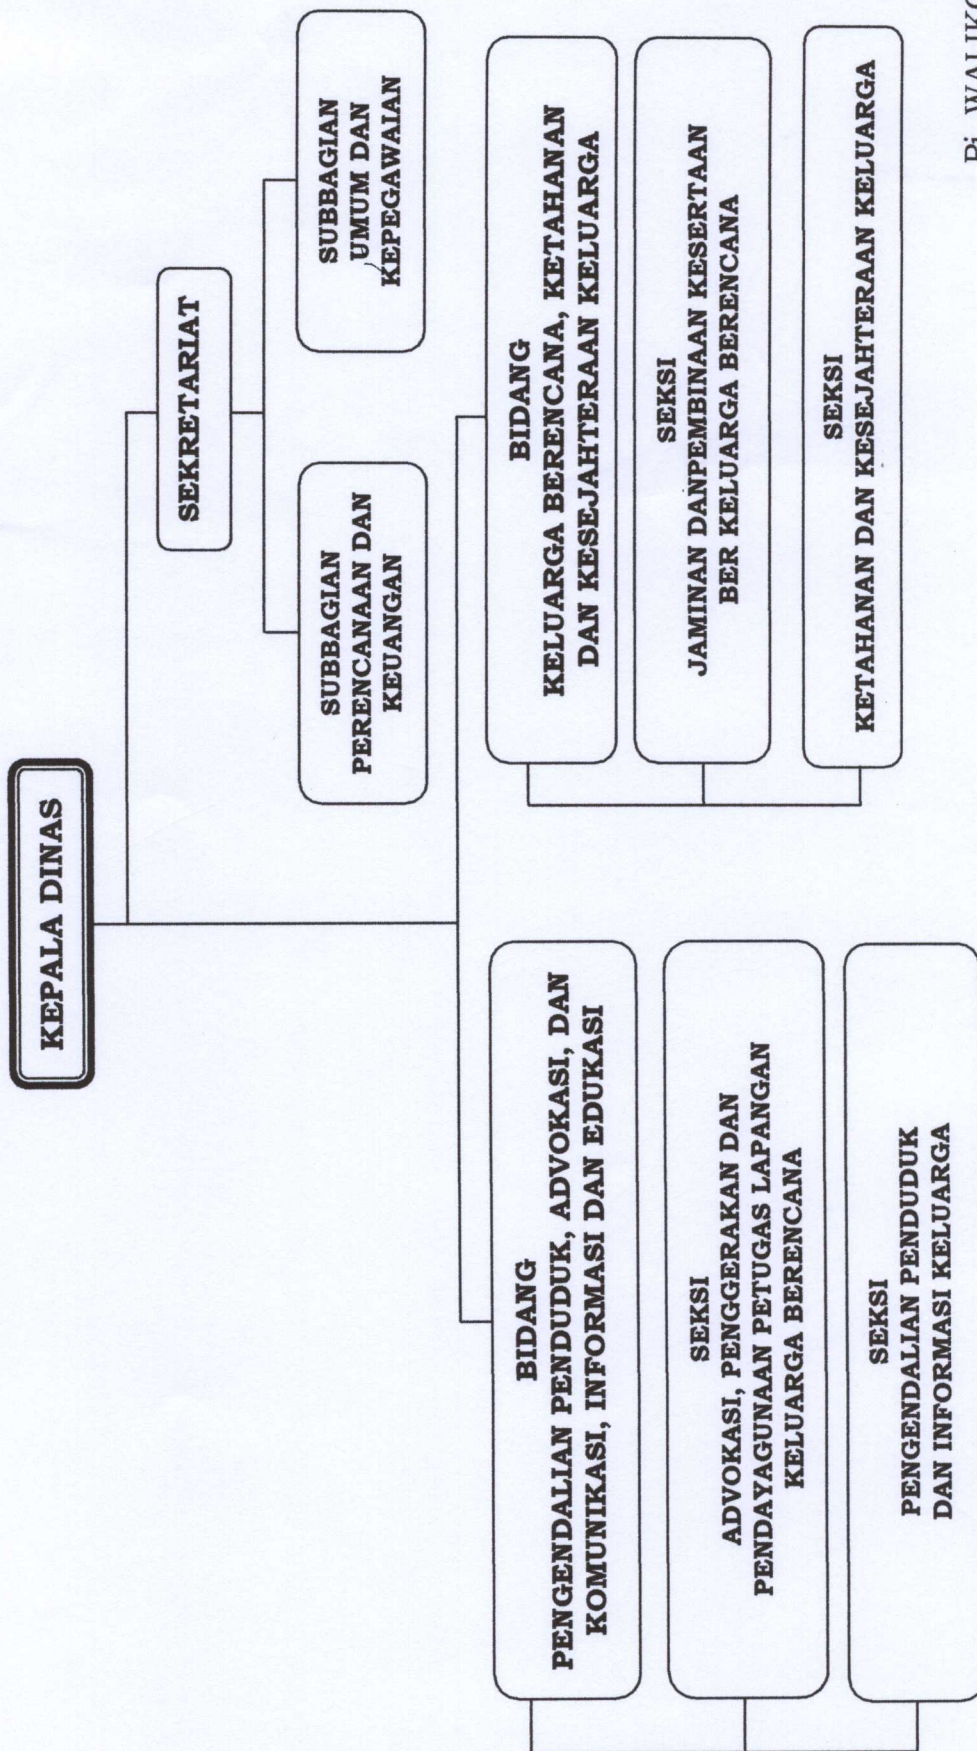 KEPALA DINAS
SEKRETARIAT
SUBBAGIAN
PERENCANAAN DAN
KEUANGAN
SUBBAGIAN
UMUM DAN
KEPEGAWAIAN
BIDANG
PENGENDALIAN PENDUDUK, ADVOKASI, DAN
KOMUNIKASI, INFORMASI DAN EDUKASI
SEKSI
ADVOKASI, PENGGERAKAN DAN
PENDAYAGUNAAN PETUGAS LAPANGAN
KELUARGA BERENCANA
SEKSI
PENGENDALIAN PENDUDUK
DAN INFORMASI KELUARGA
BIDANG
KELUARGA BERENCANA, KETAHANAN
DAN KESEJAHTERAAN KELUARGA
SEKSI
JAMINAN DANPEMBINAAN KESERTAAN
BER KELUARGA BERENCANA
SEKSI
KETAHANAN DAN KESEJAHTERAAN KELUARGA
Pj. WALIKO